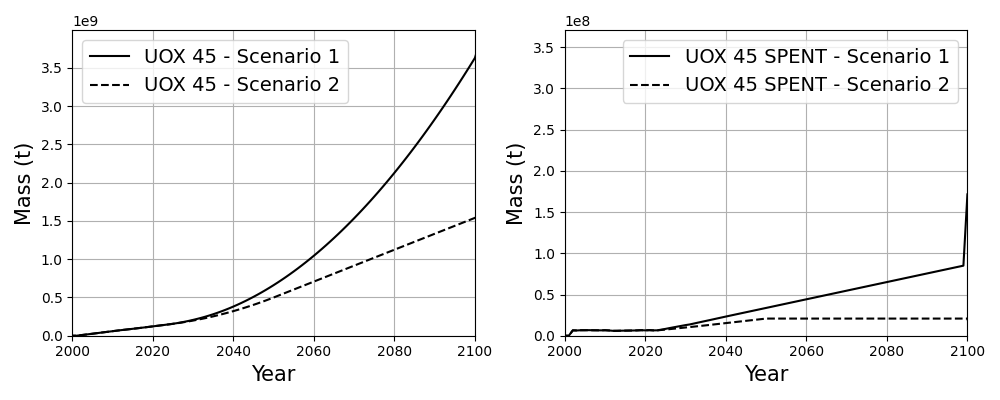 1e9
UOX 45 - Scenario 1
UOX 45 - Scenario 2
3.5
3.0
2.5
2.0
1.5
1.0
0.5
0.0
Mass (t)
2000 2020 2040 2060 2080 2100
Year
1e8
UOX 45 SPENT - Scenario 1
UOX 45 SPENT - Scenario 2
3.5
3.0
2.5
2.0
1.5
1.0
0.5
0.0
Mass (t)
2000 2020 2040 2060 2080 2100
Year